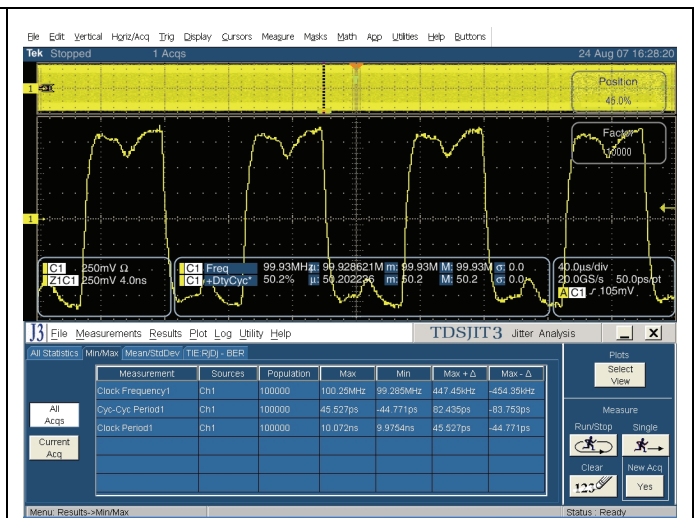 File Edit Vertical Horiz/Acq Trig Display Cursors Measure Masks Math App Utilities Help Buttons
Tek Stopped 1 Acqs 24 Aug 07 16:28:20
Position
45.0%
1
Factor
10000
1
C1 250mV Ω
Z1C1 250mV 4.0ns
C1 Freq 99.93MHz μ: 99.928621M m: 99.93M M: 99.93M σ: 0.0
C1 +DtyCyc* 50.2% μ: 50.202236 m: 50.2 M: 50.2 σ: 0.0
40.0μs/div
20.0GS/s 50.0ps/pt
A C1 105mV
J3 File Measurements Results Plot Log Utility Help TDSJIT3 Jitter Analysis _ X
All Statistics Min/Max Mean/StdDev TIE:RjDj - BER
Measurement Sources Population Max Min Max + Δ Max - Δ
Clock Frequency1 Ch1 100000 100.25MHz 99.285MHz 447.45kHz -454.35kHz
Cyc-Cyc Period1 Ch1 100000 45.527ps -44.771ps 82.435ps -83.753ps
Clock Period1 Ch1 100000 10.072ns 9.9754ns 45.527ps -44.771ps
All Acqs
Current Acq
Plots
Select View
Measure
Run/Stop Single
Clear New Acq
123 Yes
Menu: Results->Min/Max Status : Ready